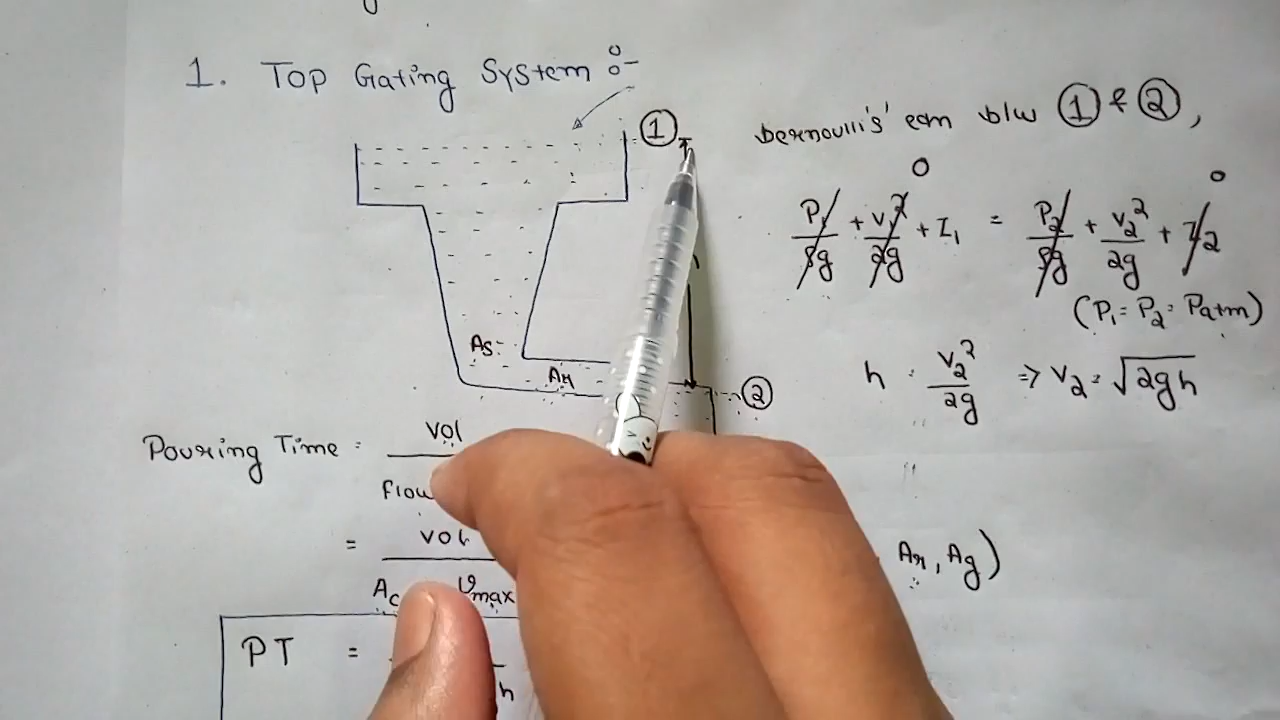 1. Top Gating System :-
1
bernoulli's' eqn b/w 1 & 2,
0
0
P1/ρg + V1²/2g + Z1 = P2/ρg + V2²/2g + Z2
(P1 = P2 = Patm)
h = V2²/2g ⇒ V2 = √2gh
As
Ar
2
Pouring Time = vol
flow
= vol
Ac Vmax
Ar, Ag)
PT =
h